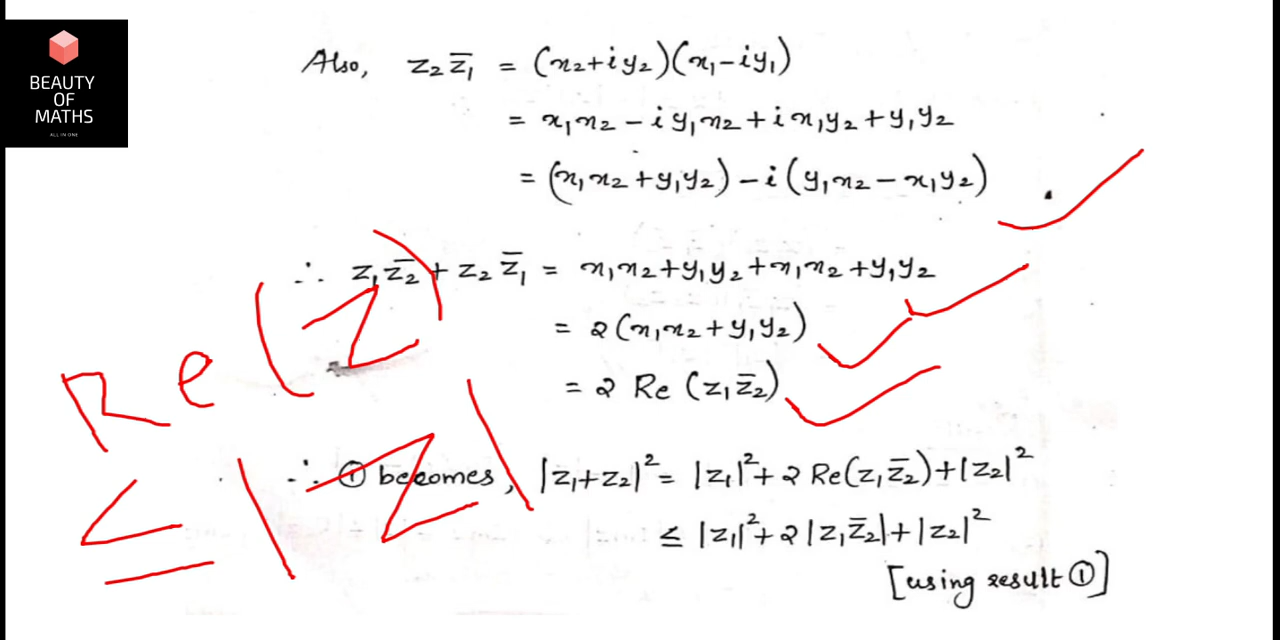 BEAUTY
OF
MATHS
ALL IN ONE
Also, z₂z̅₁ = (x₂+iy₂)(x₁-iy₁)
= x₁x₂ - iy₁x₂ + ix₁y₂ + y₁y₂
= (x₁x₂ + y₁y₂) - i(y₁x₂ - x₁y₂)
∴ z₁z̅₂ + z₂z̅₁ = x₁x₂ + y₁y₂ + x₁x₂ + y₁y₂
= 2(x₁x₂ + y₁y₂)
= 2 Re (z₁z̅₂)
Re(Z)
∴ ① becomes, |z₁+z₂|² = |z₁|² + 2 Re(z₁z̅₂) + |z₂|²
≤ |Z|
≤ |z₁|² + 2|z₁z̅₂| + |z₂|²
[using result ①]